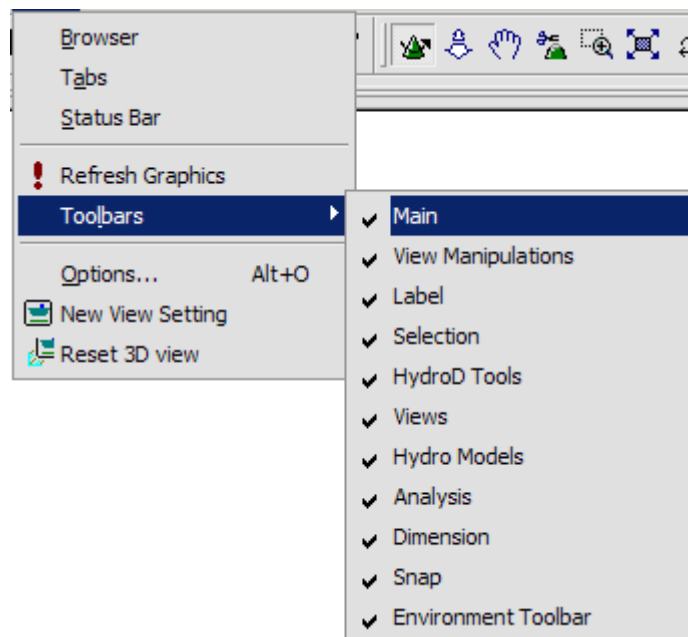 Browser
Tabs
Status Bar
Refresh Graphics
Toolbars
Options... Alt+O
New View Setting
Reset 3D view
Main
View Manipulations
Label
Selection
HydroD Tools
Views
Hydro Models
Analysis
Dimension
Snap
Environment Toolbar